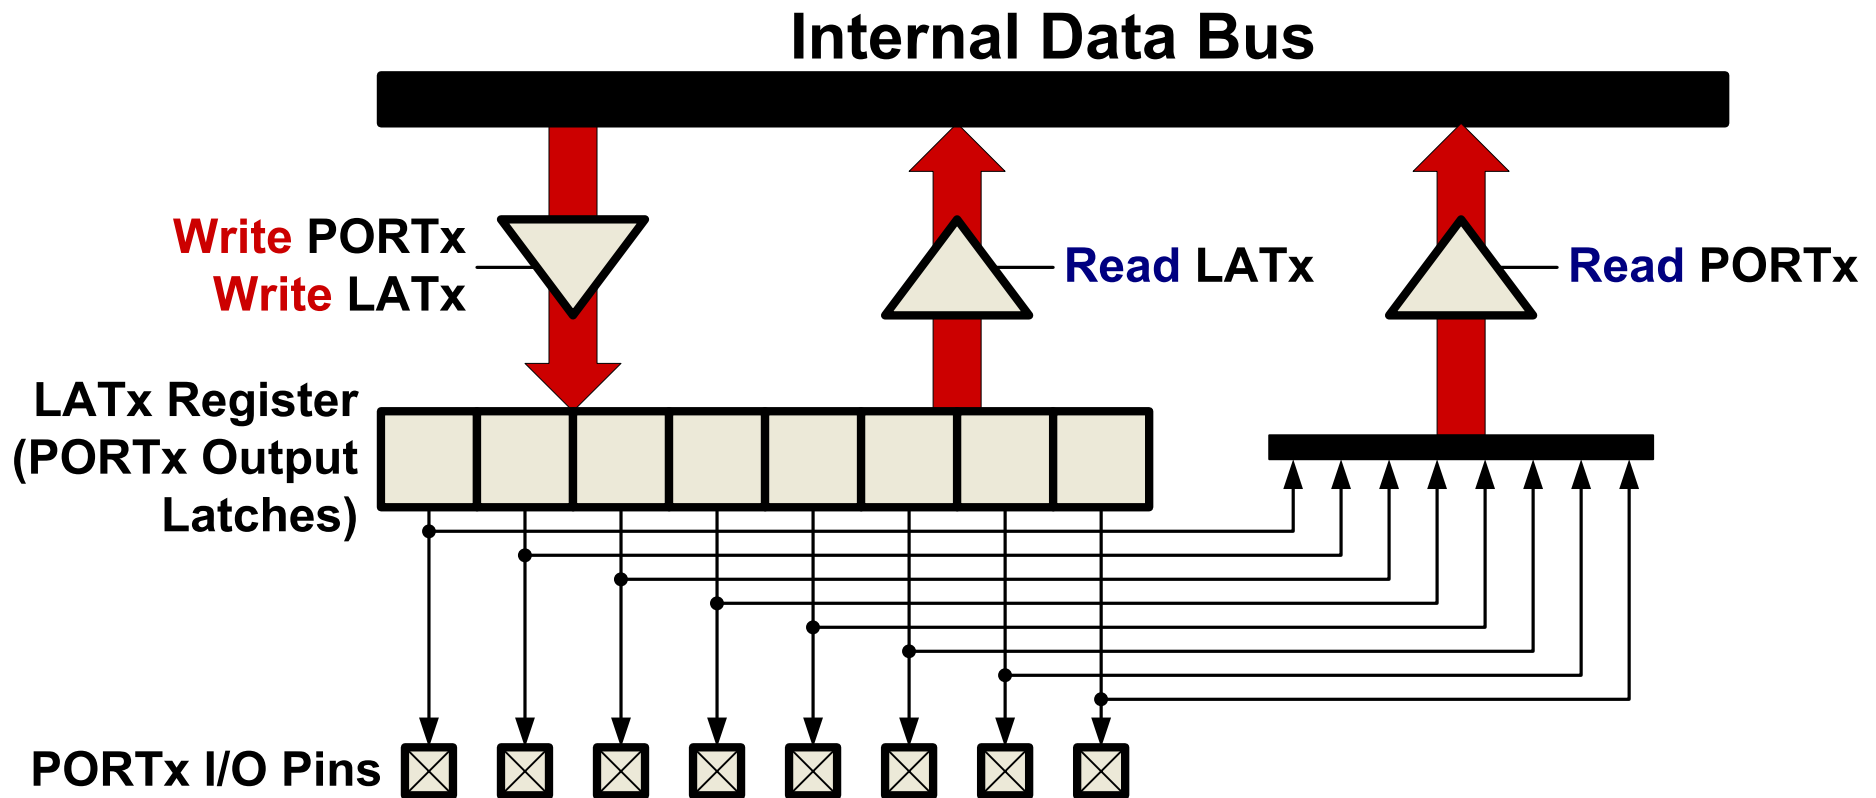 Internal Data Bus
Write PORTx
Write LATx
Read LATx
Read PORTx
LATx Register
(PORTx Output
Latches)
PORTx I/O Pins